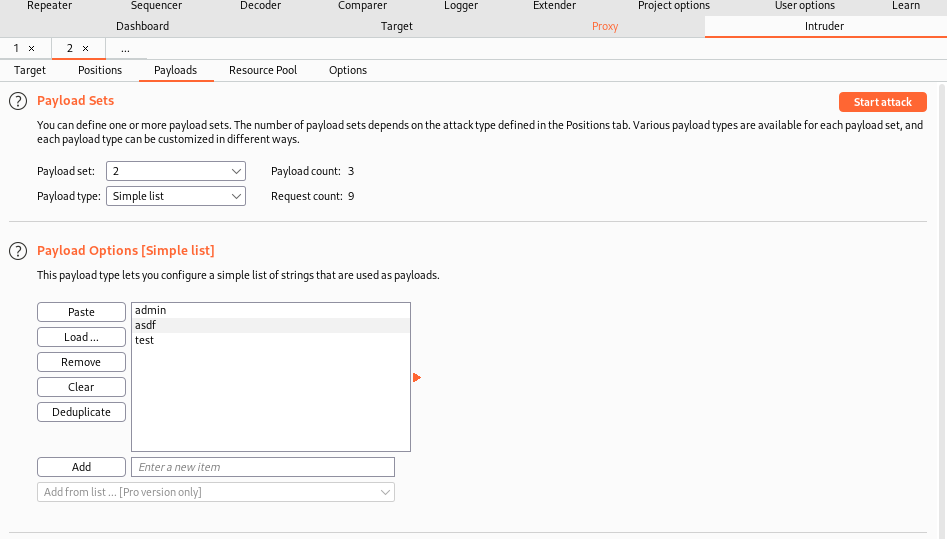 Repeater Sequencer Decoder Comparer Logger Extender Project options User options Learn
Dashboard Target Proxy Intruder
1 × 2 × ...
Target Positions Payloads Resource Pool Options
? Payload Sets Start attack
You can define one or more payload sets. The number of payload sets depends on the attack type defined in the Positions tab. Various payload types are available for each payload set, and
each payload type can be customized in different ways.
Payload set: 2 Payload count: 3
Payload type: Simple list Request count: 9
? Payload Options [Simple list]
This payload type lets you configure a simple list of strings that are used as payloads.
Paste admin
asdf
Load ... test
Remove
Clear
Deduplicate
Add Enter a new item
Add from list ... [Pro version only]